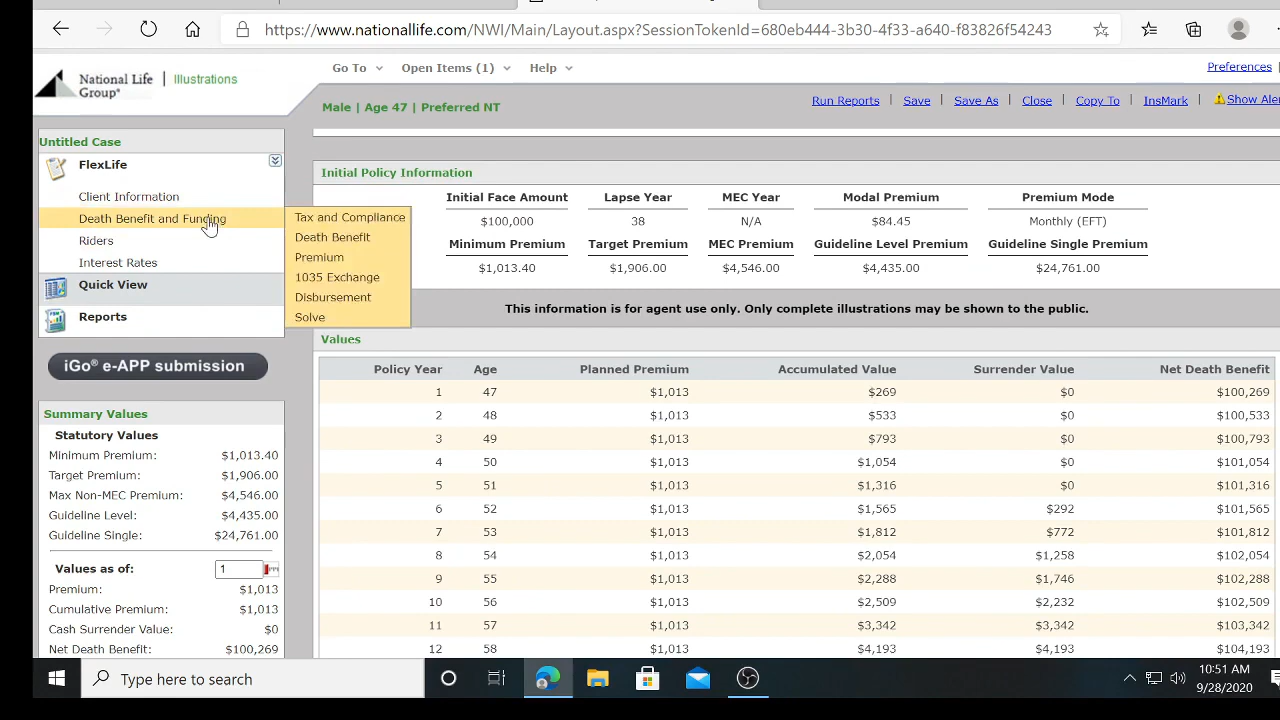 https://www.nationallife.com/NWI/Main/Layout.aspx?SessionTokenId=680eb444-3b30-4f33-a640-f83826f54243
National Life Group® | Illustrations
Go To Open Items (1) Help Preferences
Male | Age 47 | Preferred NT
Run Reports | Save | Save As | Close | Copy To | InsMark | Show Aler
Untitled Case
FlexLife
Client Information
Death Benefit and Funding
Riders
Interest Rates
Quick View
Reports
Tax and Compliance
Death Benefit
Premium
1035 Exchange
Disbursement
Solve
iGo® e-APP submission
Summary Values
Statutory Values
Minimum Premium: $1,013.40
Target Premium: $1,906.00
Max Non-MEC Premium: $4,546.00
Guideline Level: $4,435.00
Guideline Single: $24,761.00
Values as of: 1
Premium: $1,013
Cumulative Premium: $1,013
Cash Surrender Value: $0
Net Death Benefit: $100,269
Initial Policy Information
Initial Face Amount Lapse Year MEC Year Modal Premium Premium Mode
$100,000 38 N/A $84.45 Monthly (EFT)
Minimum Premium Target Premium MEC Premium Guideline Level Premium Guideline Single Premium
$1,013.40 $1,906.00 $4,546.00 $4,435.00 $24,761.00
This information is for agent use only. Only complete illustrations may be shown to the public.
Values
Policy Year Age Planned Premium Accumulated Value Surrender Value Net Death Benefit
1 47 $1,013 $269 $0 $100,269
2 48 $1,013 $533 $0 $100,533
3 49 $1,013 $793 $0 $100,793
4 50 $1,013 $1,054 $0 $101,054
5 51 $1,013 $1,316 $0 $101,316
6 52 $1,013 $1,565 $292 $101,565
7 53 $1,013 $1,812 $772 $101,812
8 54 $1,013 $2,054 $1,258 $102,054
9 55 $1,013 $2,288 $1,746 $102,288
10 56 $1,013 $2,509 $2,232 $102,509
11 57 $1,013 $3,342 $3,342 $103,342
12 58 $1,013 $4,193 $4,193 $104,193
Type here to search
10:51 AM
9/28/2020